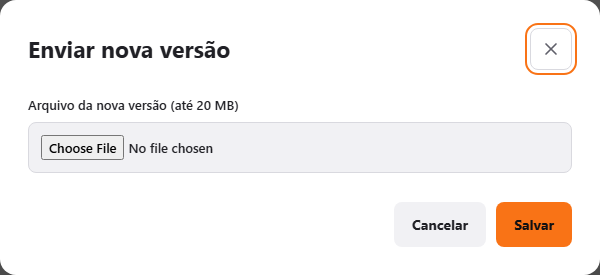 Enviar nova versão
Arquivo da nova versão (até 20 MB)
Choose File No file chosen
Cancelar Salvar